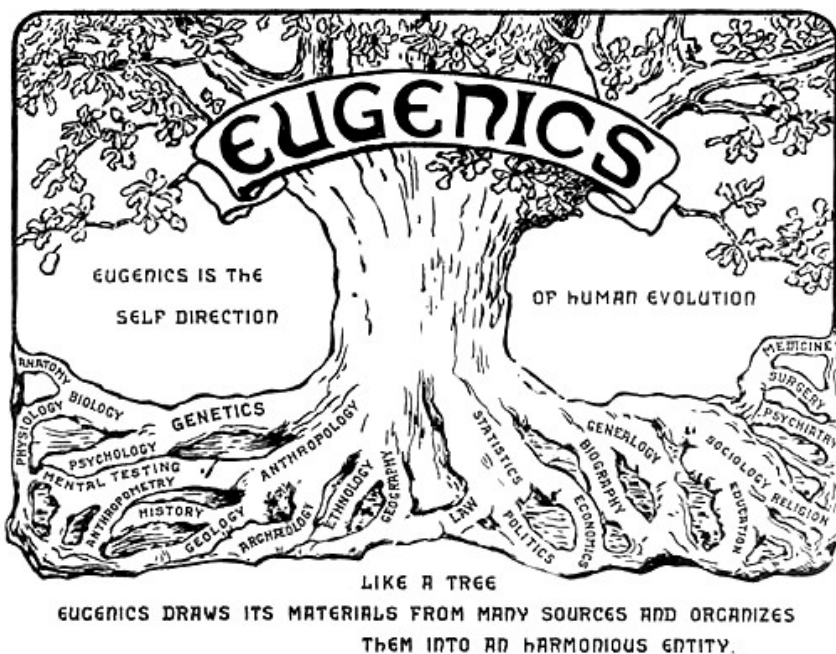 EUGENICS
EUGENICS IS THE
SELF DIRECTION
OF HUMAN EVOLUTION
ANATOMY
BIOLOGY
PHYSIOLOGY
GENETICS
PSYCHOLOGY
MENTAL TESTING
ANTHROPOMETRY
HISTORY
GEOLOGY
ANTHROPOLOGY
ARCHÆOLOGY
ETHNOLOGY
GEOGRAPHY
LAW
STATISTICS
POLITICS
ECONOMICS
BIOGRAPHY
GENEALOGY
EDUCATION
SOCIOLOGY
RELIGION
PSYCHIATRY
SURGERY
MEDICINE
LIKE A TREE
EUGENICS DRAWS ITS MATERIALS FROM MANY SOURCES AND ORGANIZES
THEM INTO AN HARMONIOUS ENTITY.